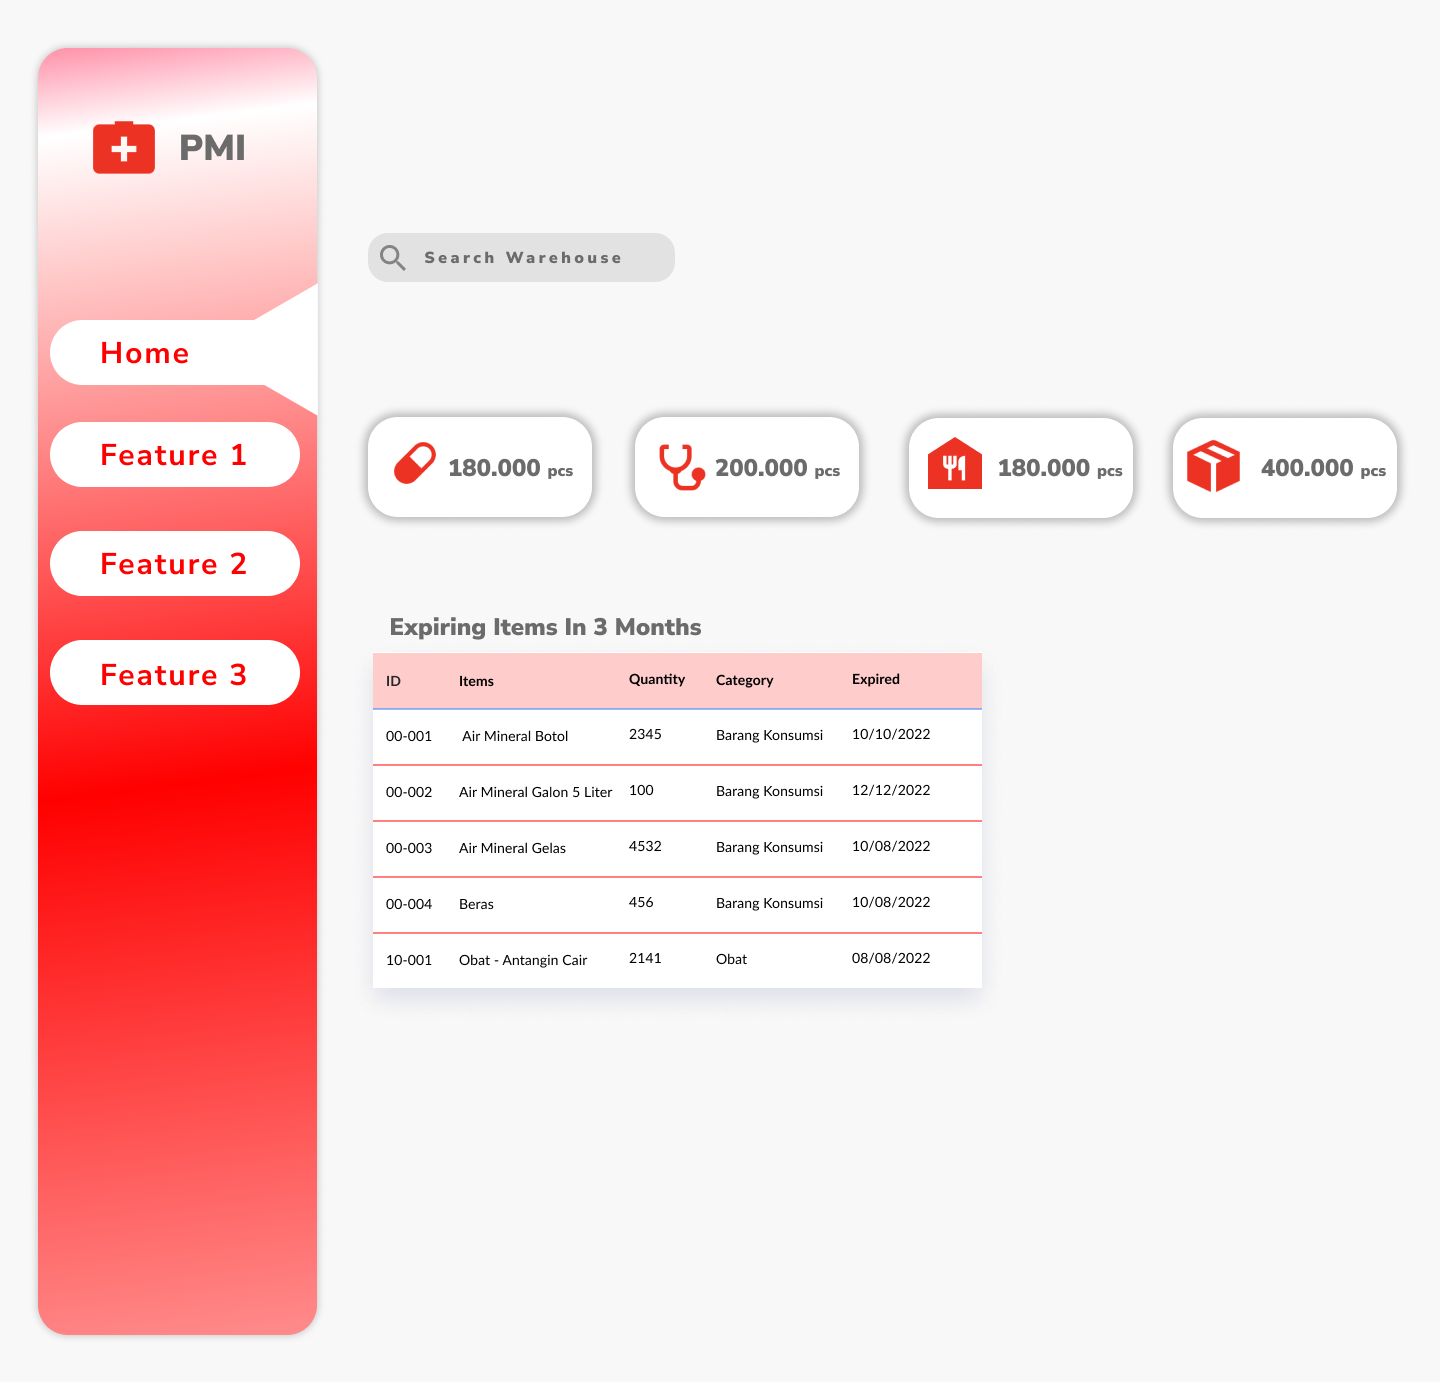 PMI
Search Warehouse
Home
Feature 1
Feature 2
Feature 3
180.000 pcs
200.000 pcs
180.000 pcs
400.000 pcs
Expiring Items In 3 Months
ID Items Quantity Category Expired
00-001 Air Mineral Botol 2345 Barang Konsumsi 10/10/2022
00-002 Air Mineral Galon 5 Liter 100 Barang Konsumsi 12/12/2022
00-003 Air Mineral Gelas 4532 Barang Konsumsi 10/08/2022
00-004 Beras 456 Barang Konsumsi 10/08/2022
10-001 Obat - Antangin Cair 2141 Obat 08/08/2022